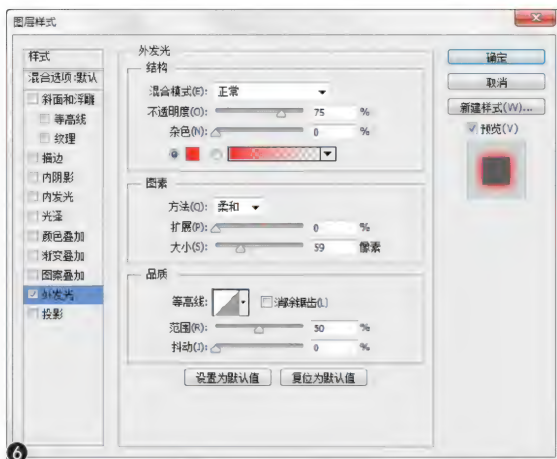 图层样式
样式
混合选项:默认
斜面和浮雕
等高线
纹理
描边
内阴影
内发光
光泽
颜色叠加
渐变叠加
图案叠加
外发光
投影
外发光
结构
混合模式(E): 正常
不透明度(O): 75 %
杂色(N): 0 %
图素
方法(Q): 柔和
扩展(P): 0 %
大小(S): 59 像素
品质
等高线: 消除锯齿(L)
范围(R): 50 %
抖动(J): 0 %
设置为默认值 复位为默认值
确定
取消
新建样式(W)...
预览(V)
6